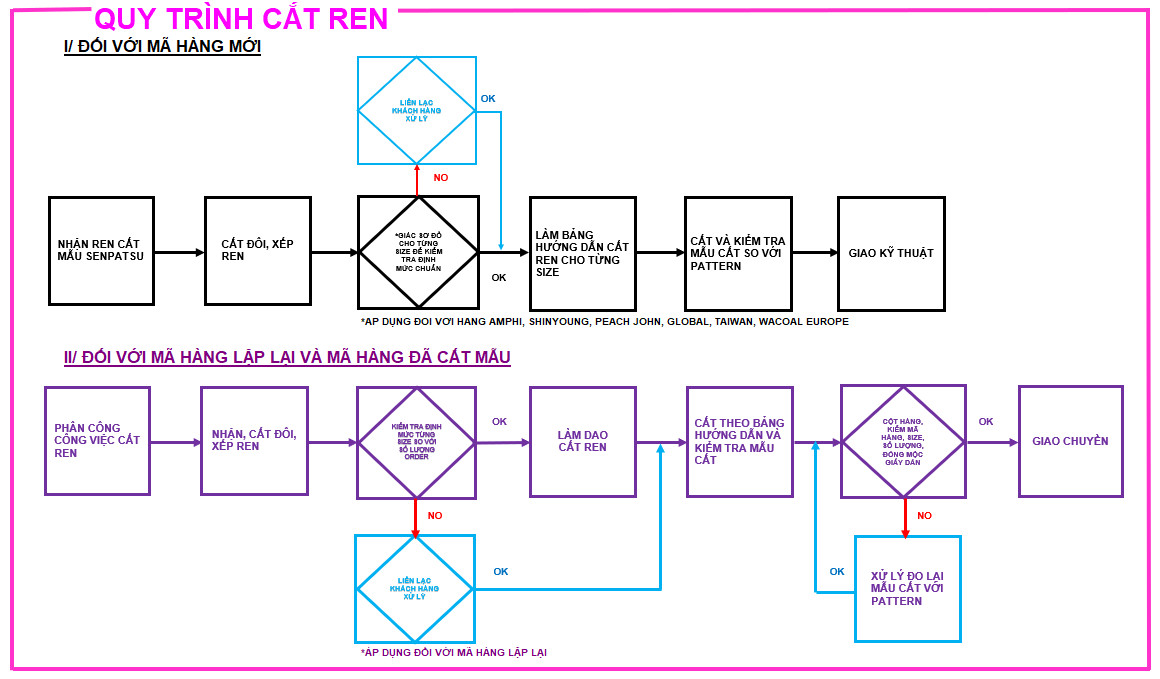 QUY TRÌNH CẮT REN
I/ ĐỐI VỚI MÃ HÀNG MỚI
LIÊN LẠC
KHÁCH HÀNG
XỬ LÝ
OK
NO
NHẬN REN CẮT
MẪU SENPATSU
CẮT ĐÔI, XẾP
REN
*GIÁC SƠ ĐỒ
CHO TỪNG
SIZE ĐỂ KIỂM
TRA ĐỊNH
MỨC CHUẨN
OK
LÀM BẢNG
HƯỚNG DẪN CẮT
REN CHO TỪNG
SIZE
CẮT VÀ KIỂM TRA
MẪU CẮT SO VỚI
PATTERN
GIAO KỸ THUẬT
*ÁP DỤNG ĐỐI VỚI HÀNG AMPHI, SHINYOUNG, PEACH JOHN, GLOBAL, TAIWAN, WACOAL EUROPE
II/ ĐỐI VỚI MÃ HÀNG LẶP LẠI VÀ MÃ HÀNG ĐÃ CẮT MẪU
PHÂN CÔNG
CÔNG VIỆC CẮT
REN
NHẬN, CẮT ĐÔI,
XẾP REN
KIỂM TRA ĐỊNH
MỨC TỪNG
SIZE SO VỚI
SỐ LƯỢNG
ORDER
OK
LÀM DAO
CẮT REN
CẮT THEO BẢNG
HƯỚNG DẪN VÀ
KIỂM TRA MẪU
CẮT
CỘT HÀNG,
KIỂM MÃ
HÀNG, SIZE,
SỐ LƯỢNG,
ĐÓNG MỘC
GIẤY DÁN
OK
GIAO CHUYỀN
NO
NO
LIÊN LẠC
KHÁCH HÀNG
XỬ LÝ
OK
OK
XỬ LÝ ĐO LẠI
MẪU CẮT VỚI
PATTERN
*ÁP DỤNG ĐỐI VỚI MÃ HÀNG LẶP LẠI